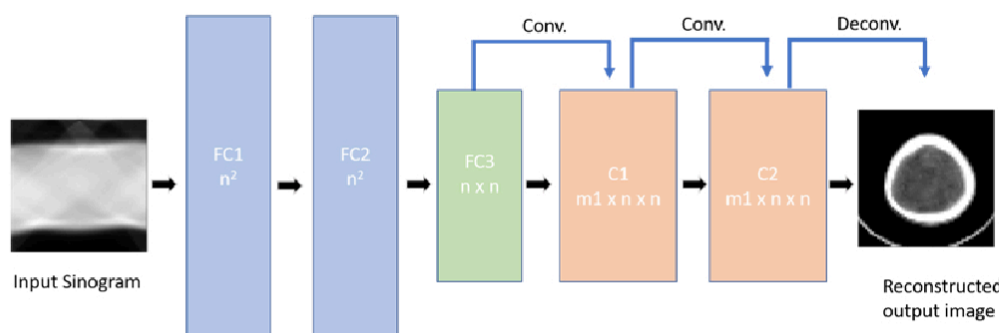 Conv.
Conv.
Deconv.
FC1
n²
FC2
n²
FC3
n x n
C1
m1 x n x n
C2
m1 x n x n
Input Sinogram
Reconstructed
output image